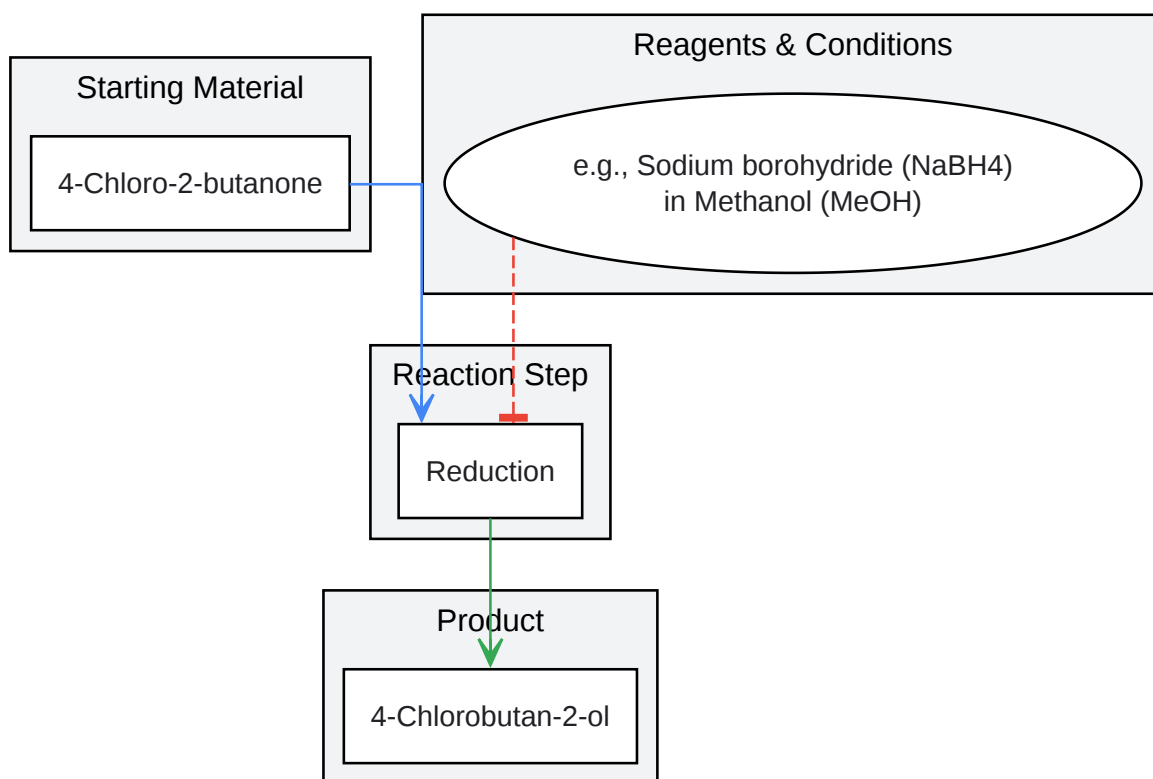 Reagents & Conditions
Starting Material
e.g., Sodium borohydride (NaBH4)
in Methanol (MeOH)
4-Chloro-2-butanone
Reaction Step
Reduction
Product
4-Chlorobutan-2-ol